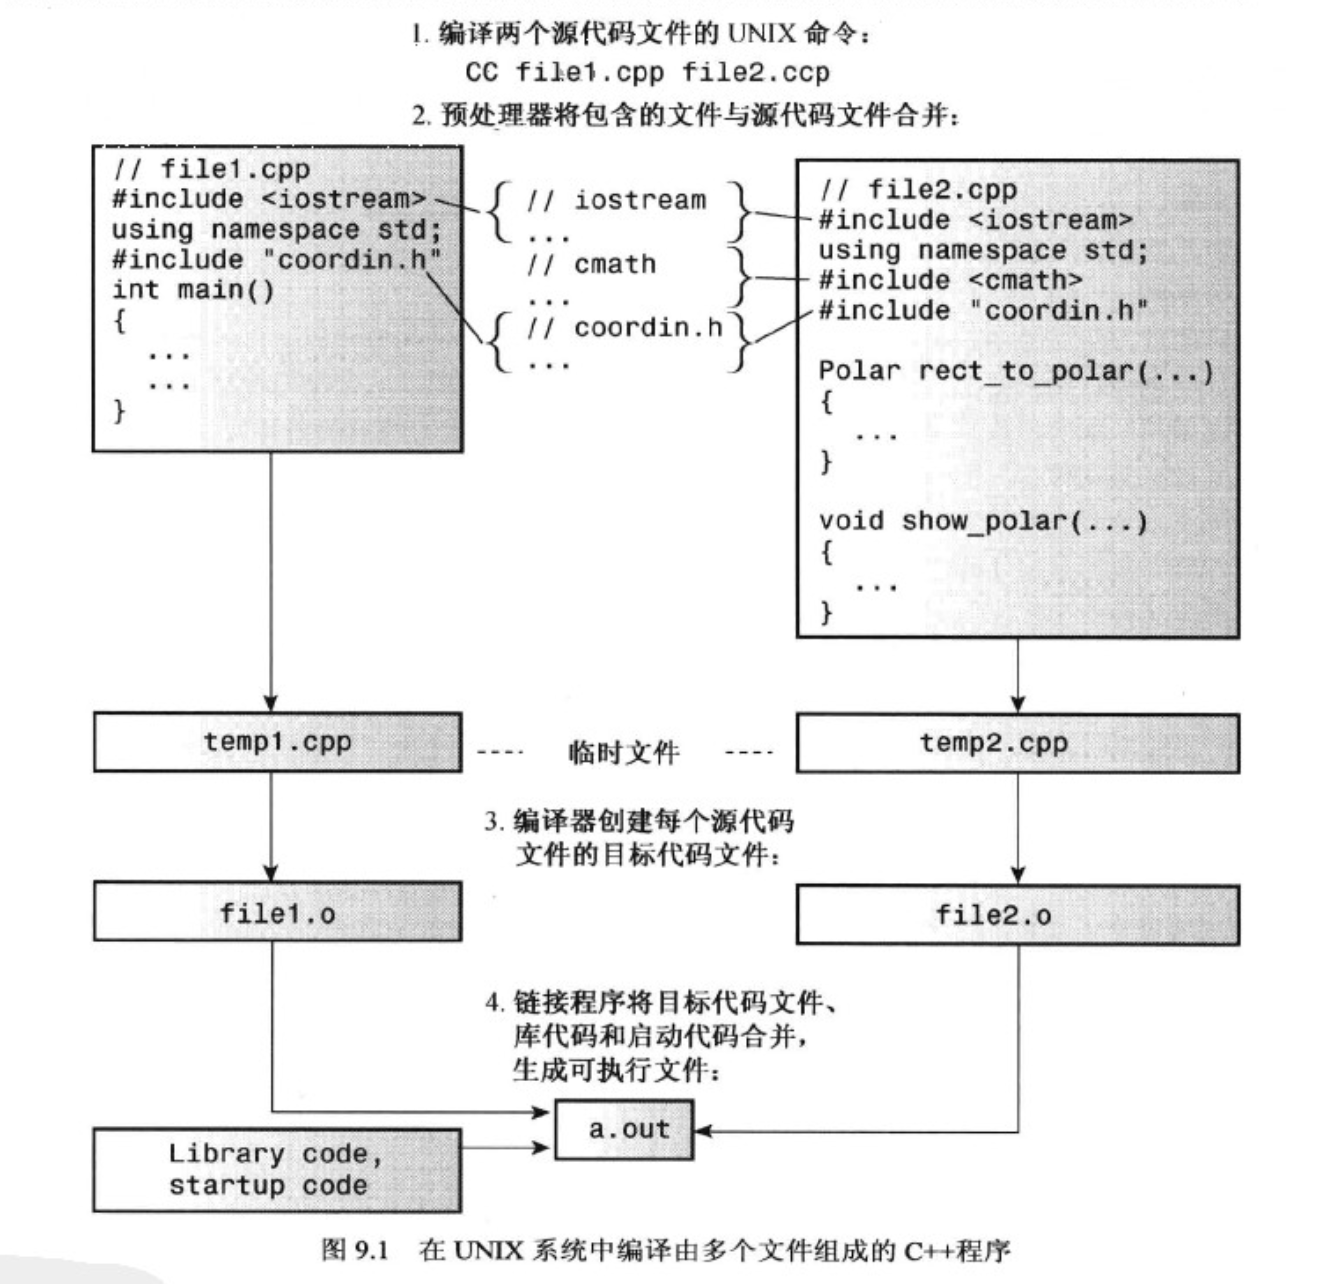 1. 编译两个源代码文件的 UNIX 命令：
CC file1.cpp file2.ccp
2. 预处理器将包含的文件与源代码文件合并：
// file1.cpp
#include <iostream>
using namespace std;
#include "coordin.h"
int main()
{
...
...
}
// iostream
...
// cmath
...
// coordin.h
...
// file2.cpp
#include <iostream>
using namespace std;
#include <cmath>
#include "coordin.h"
Polar rect_to_polar(...)
{
...
}
void show_polar(...)
{
...
}
temp1.cpp
---- 临时文件 ----
temp2.cpp
3. 编译器创建每个源代码
文件的目标代码文件：
file1.o
file2.o
4. 链接程序将目标代码文件、
库代码和启动代码合并，
生成可执行文件：
a.out
Library code,
startup code
图 9.1 在 UNIX 系统中编译由多个文件组成的 C++程序